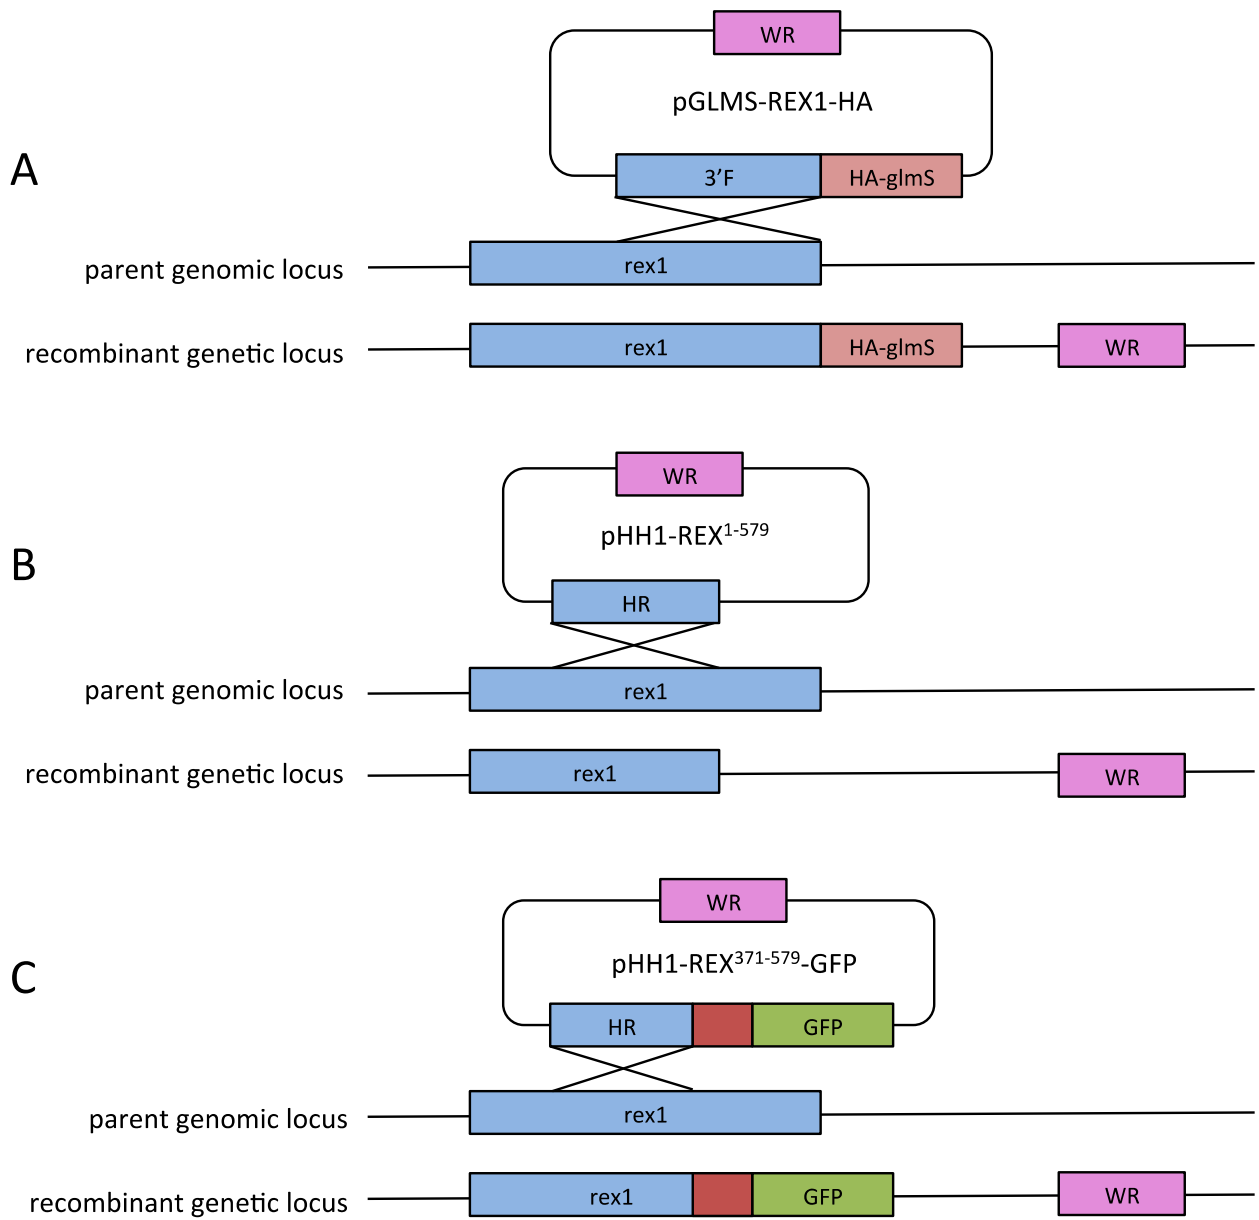 WR
pGLMS-REX1-HA
A
3'F HA-glmS
parent genomic locus rex1
recombinant genetic locus rex1 HA-glmS WR
WR
pHH1-REX1-579
B
HR
parent genomic locus rex1
recombinant genetic locus rex1 WR
WR
pHH1-REX371-579-GFP
C
HR GFP
parent genomic locus rex1
recombinant genetic locus rex1 GFP WR